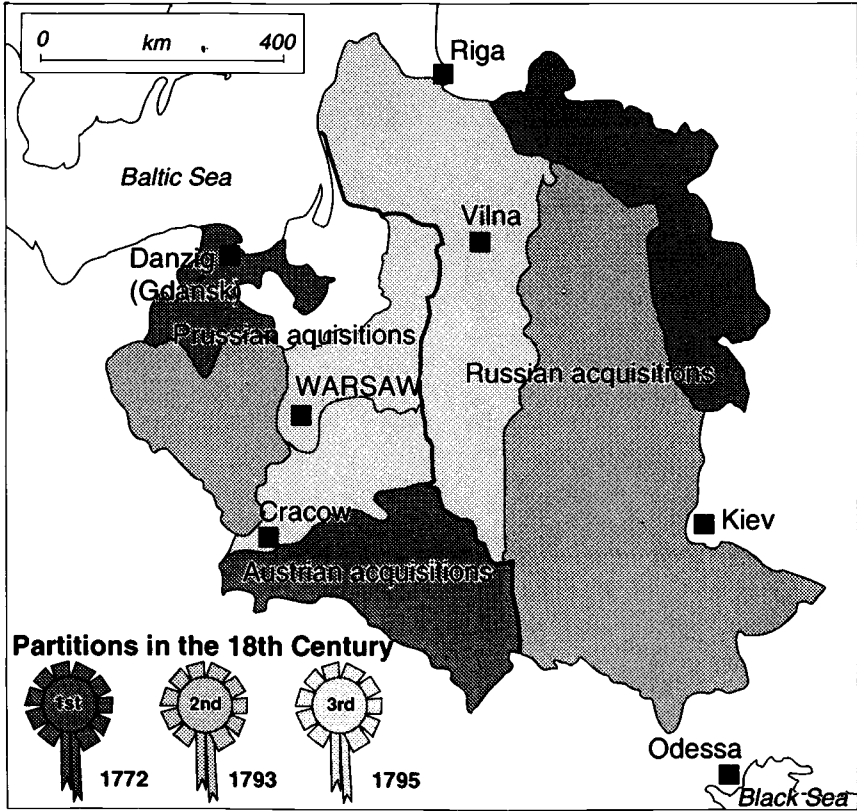 0 km 400
Riga
Baltic Sea
Vilna
Danzig
(Gdansk)
Prussian aquisitions
Russian acquisitions
WARSAW
Cracow
Kiev
Austrian acquisitions
Partitions in the 18th Century
1st 2nd 3rd
1772 1793 1795
Odessa
Black Sea